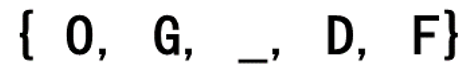 { O, G, _, D, F}